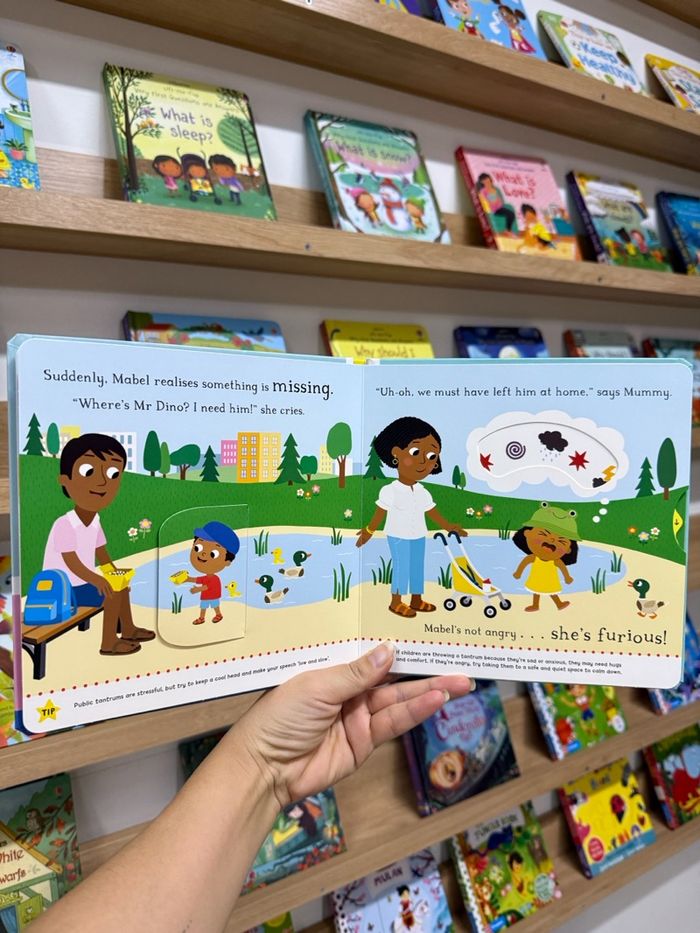 Keep
Healthy
What is
sleep?
What is snow?
What is
Love?
Why should I
Suddenly, Mabel realises something is missing.
"Where's Mr Dino? I need him!" she cries.
"Uh-oh, we must have left him at home," says Mummy.
Mabel's not angry . . . she's furious!
TIP
Public tantrums are stressful, but try to keep a cool head and make your speech 'low and slow'.
If children are throwing a tantrum because they're sad or anxious, they may need hugs
and comfort. If they're angry, try taking them to a safe and quiet space to calm down.
Cinderella
White
MULAN